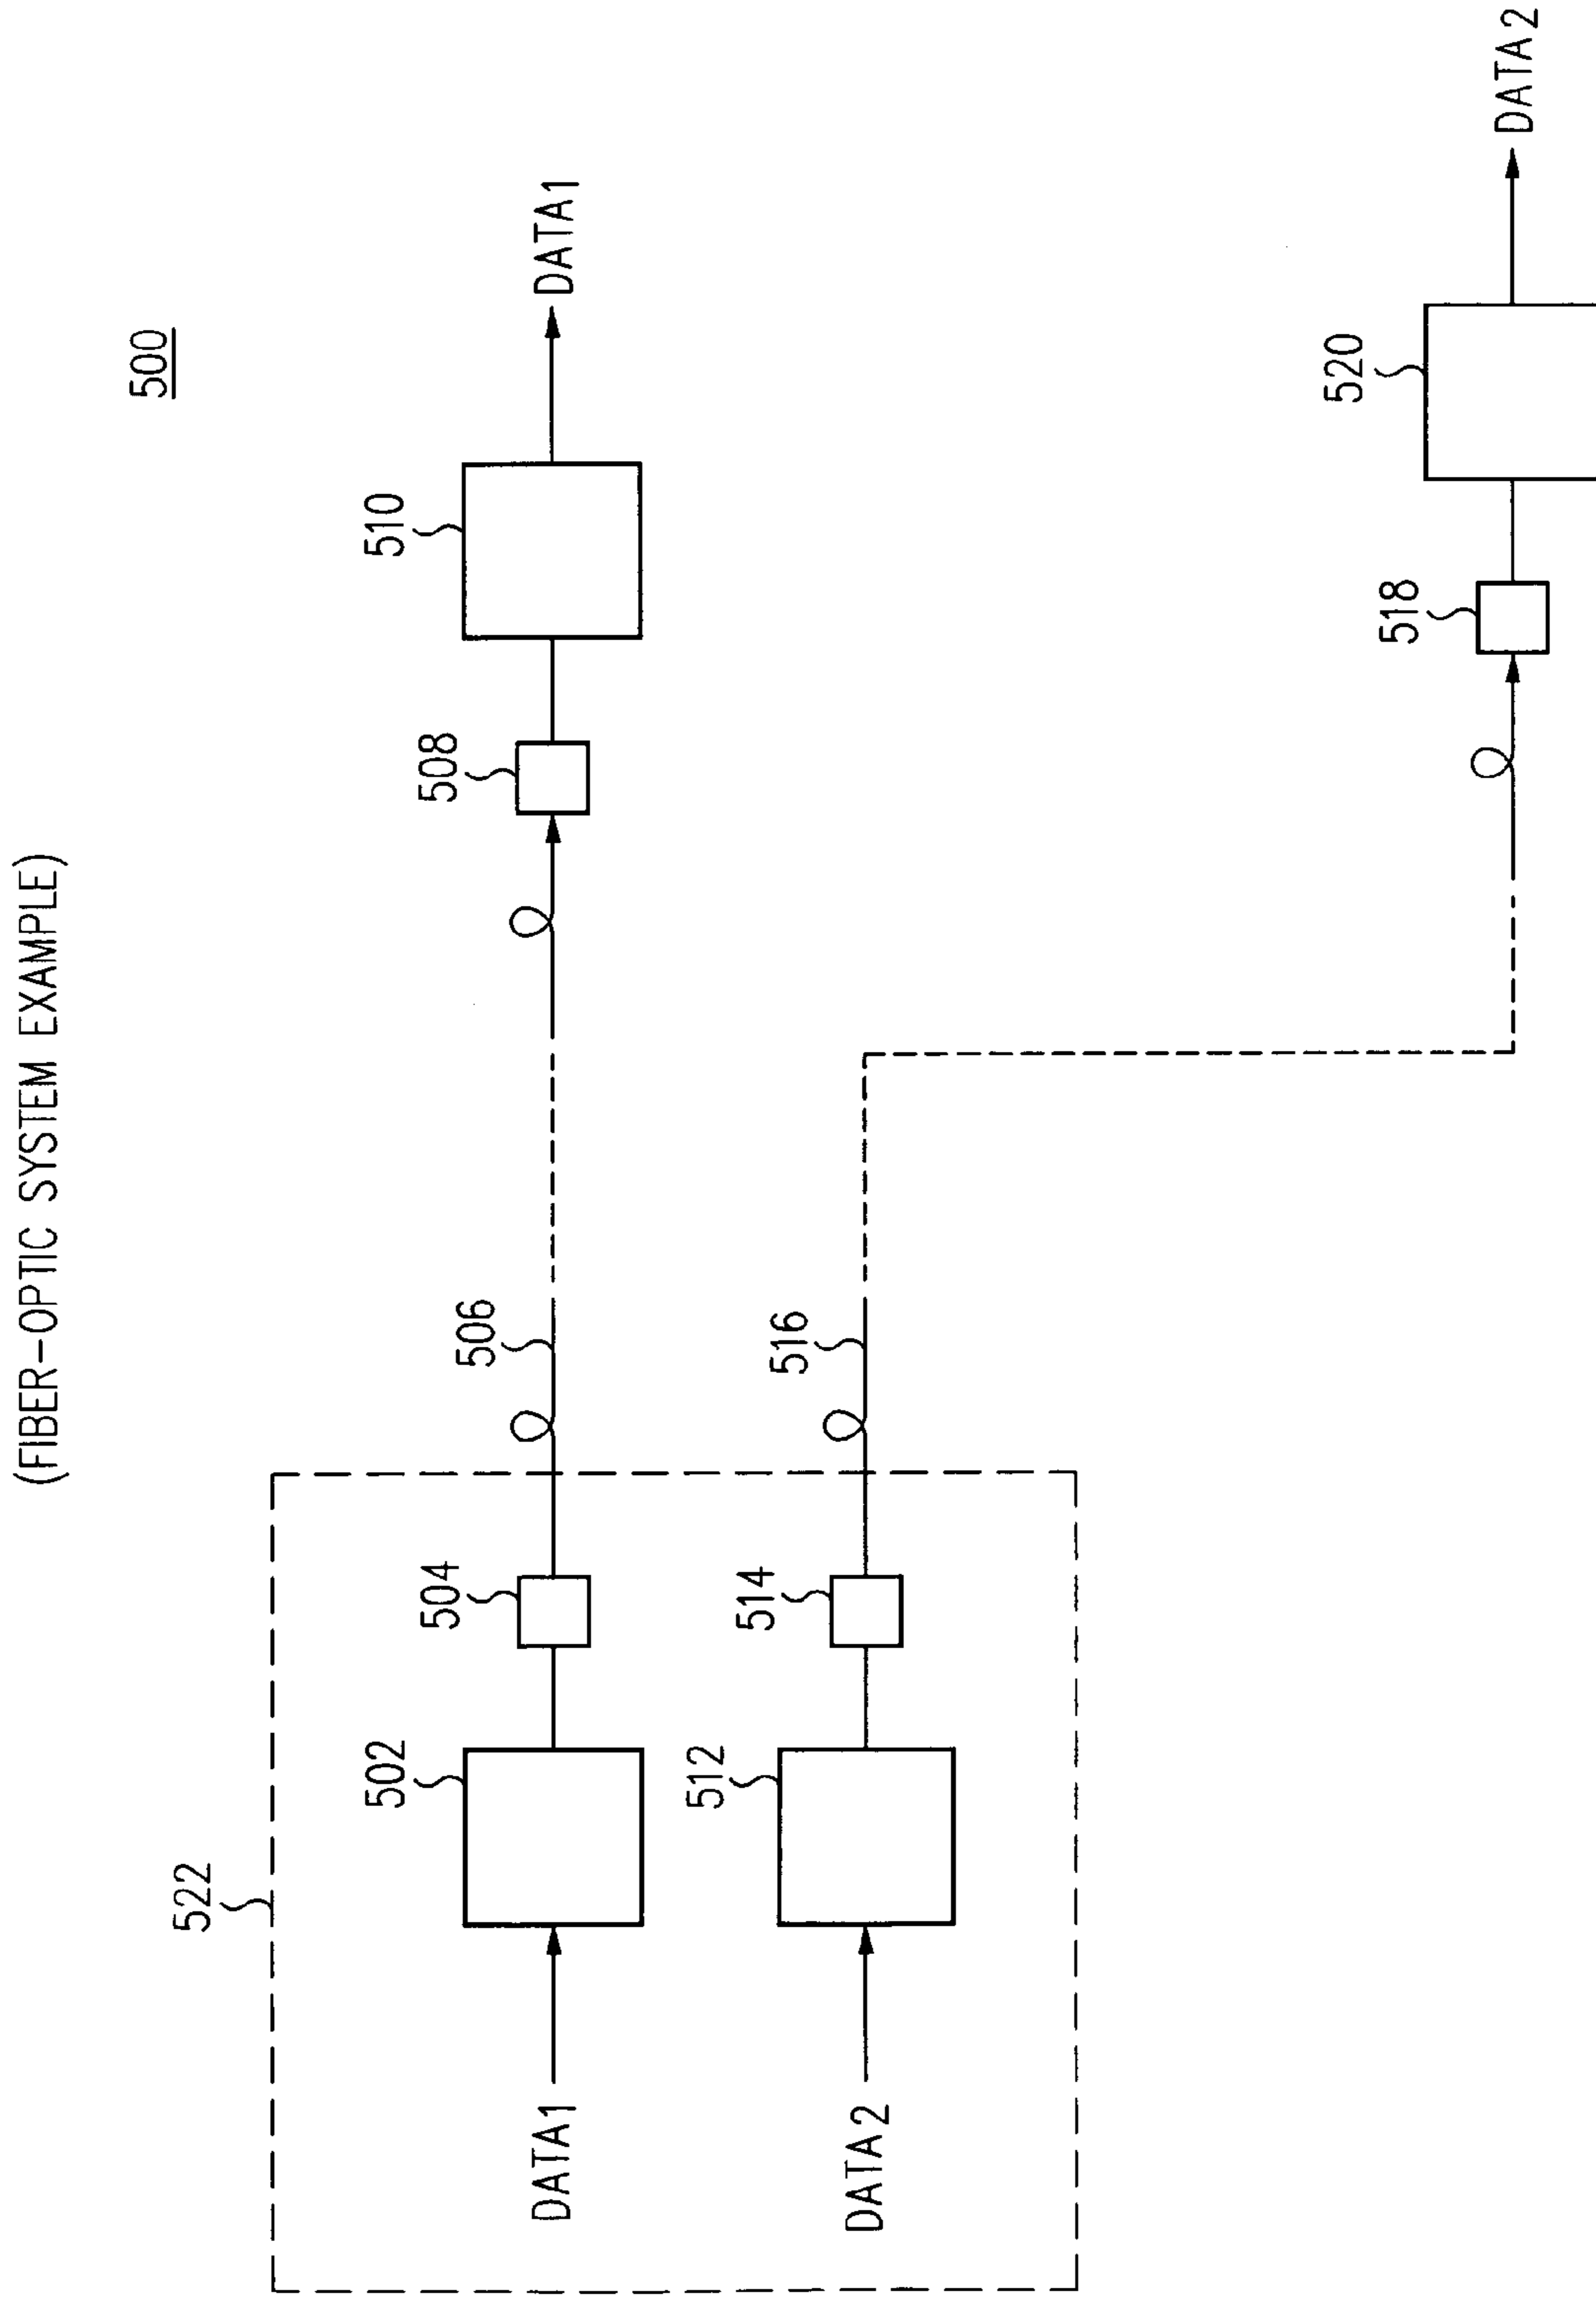 (FIBER-OPTIC SYSTEM EXAMPLE)
500
522
502
504
506
508
510
DATA1
DATA1
512
514
516
518
520
DATA2
DATA2